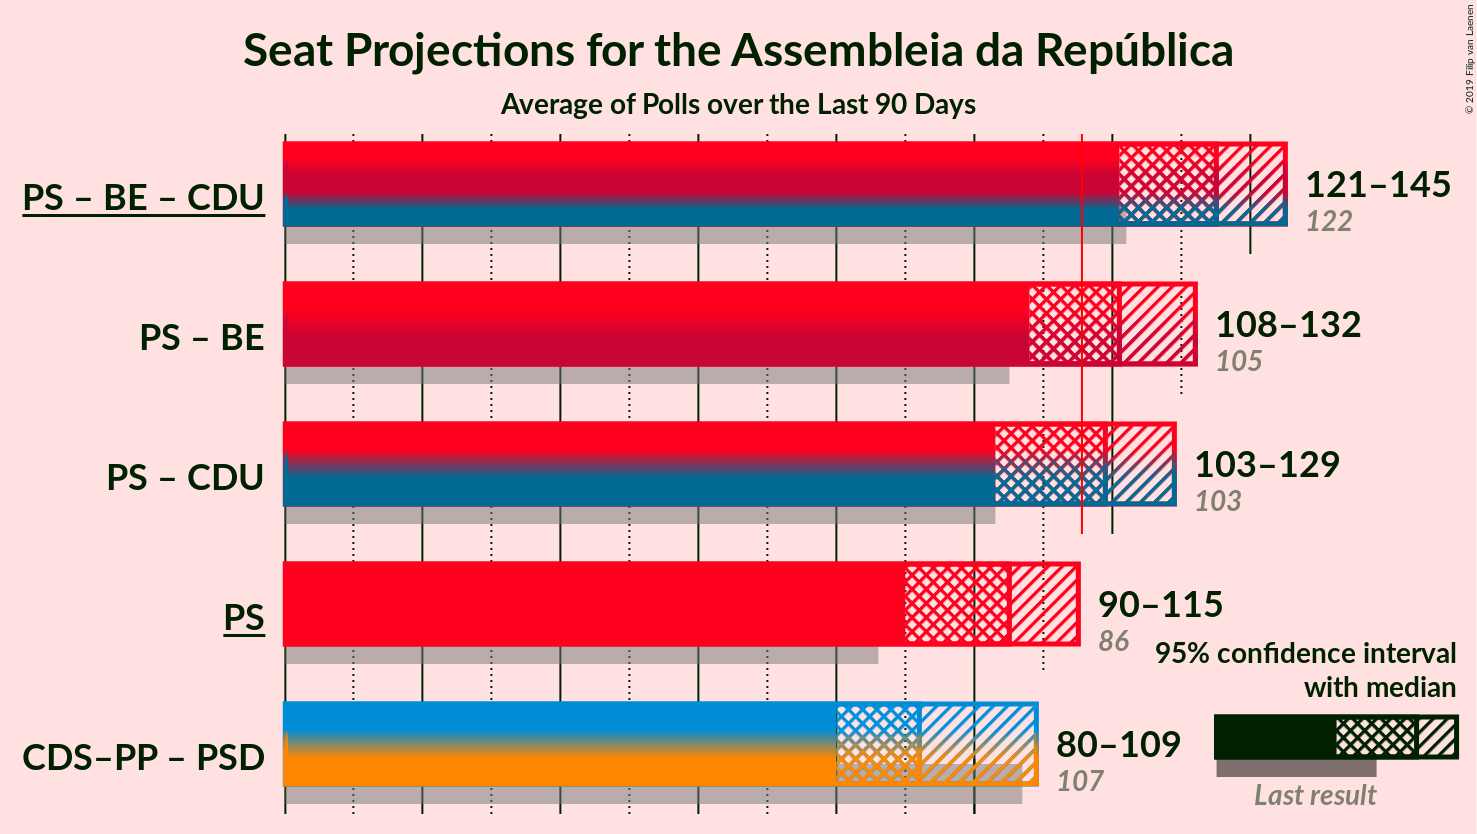 Seat Projections for the Assembleia da República
Average of Polls over the Last 90 Days
© 2019 Filip van Laenen
PS – BE – CDU
121–145
122
PS – BE
108–132
105
PS – CDU
103–129
103
PS
90–115
86
CDS–PP – PSD
80–109
107
95% confidence interval
with median
Last result